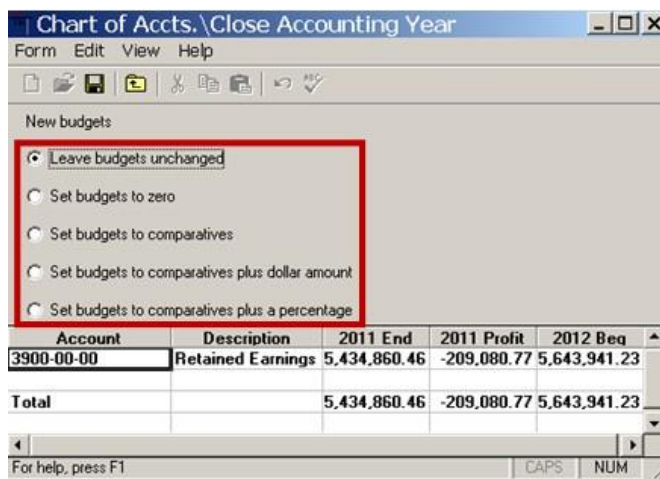 Chart of Accts.\Close Accounting Year
Form Edit View Help
New budgets
Leave budgets unchanged
Set budgets to zero
Set budgets to comparatives
Set budgets to comparatives plus dollar amount
Set budgets to comparatives plus a percentage
Account Description 2011 End 2011 Profit 2012 Beg
3900-00-00 Retained Earnings 5,434,860.46 -209,080.77 5,643,941.23
Total 5,434,860.46 -209,080.77 5,643,941.23
For help, press F1 CAPS NUM